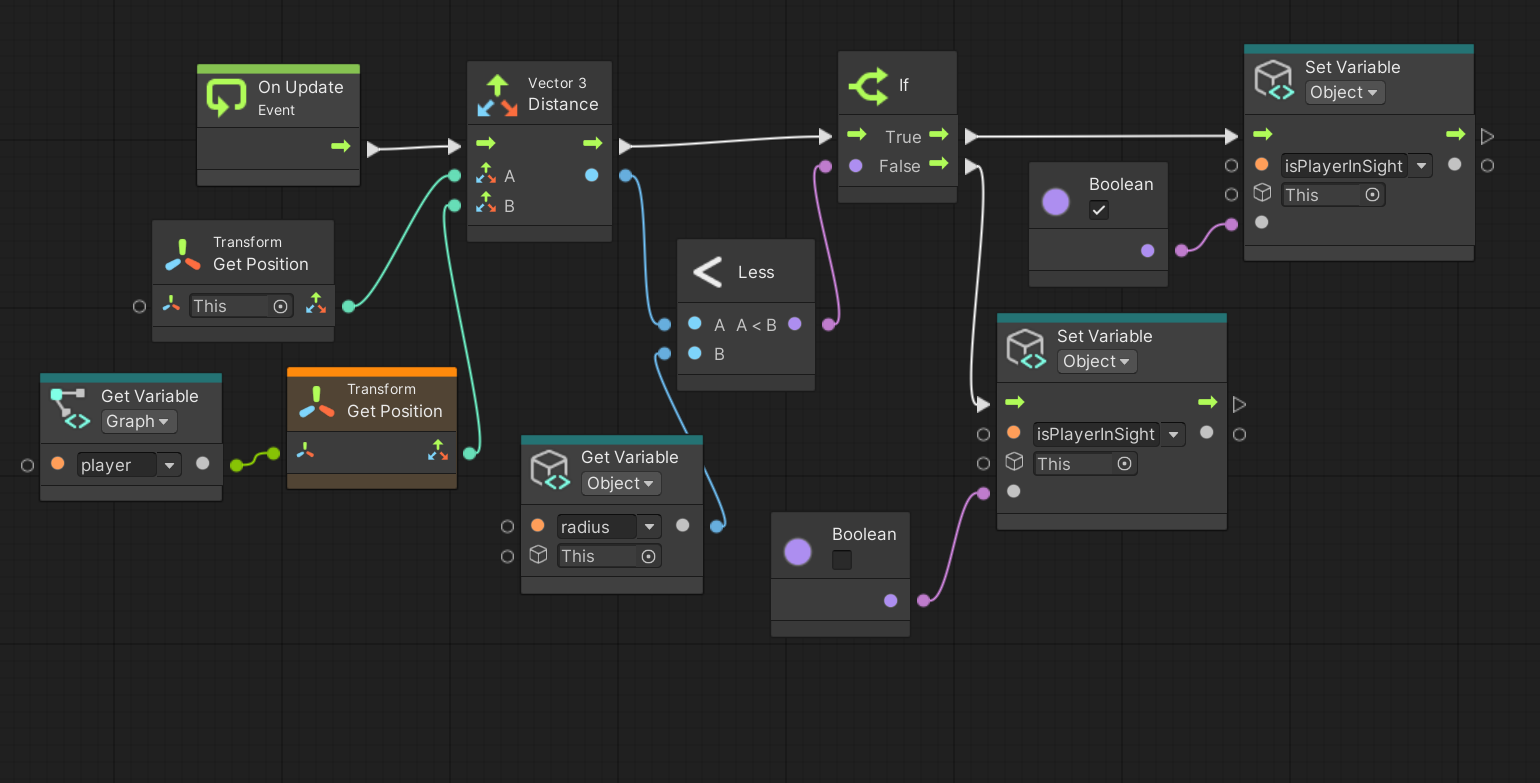 On Update
Event
Vector 3
Distance
A
B
Transform
Get Position
This
Get Variable
Graph
player
Transform
Get Position
Get Variable
Object
radius
This
Less
A A < B
B
If
True
False
Boolean
Set Variable
Object
isPlayerInSight
This
Set Variable
Object
isPlayerInSight
This
Boolean